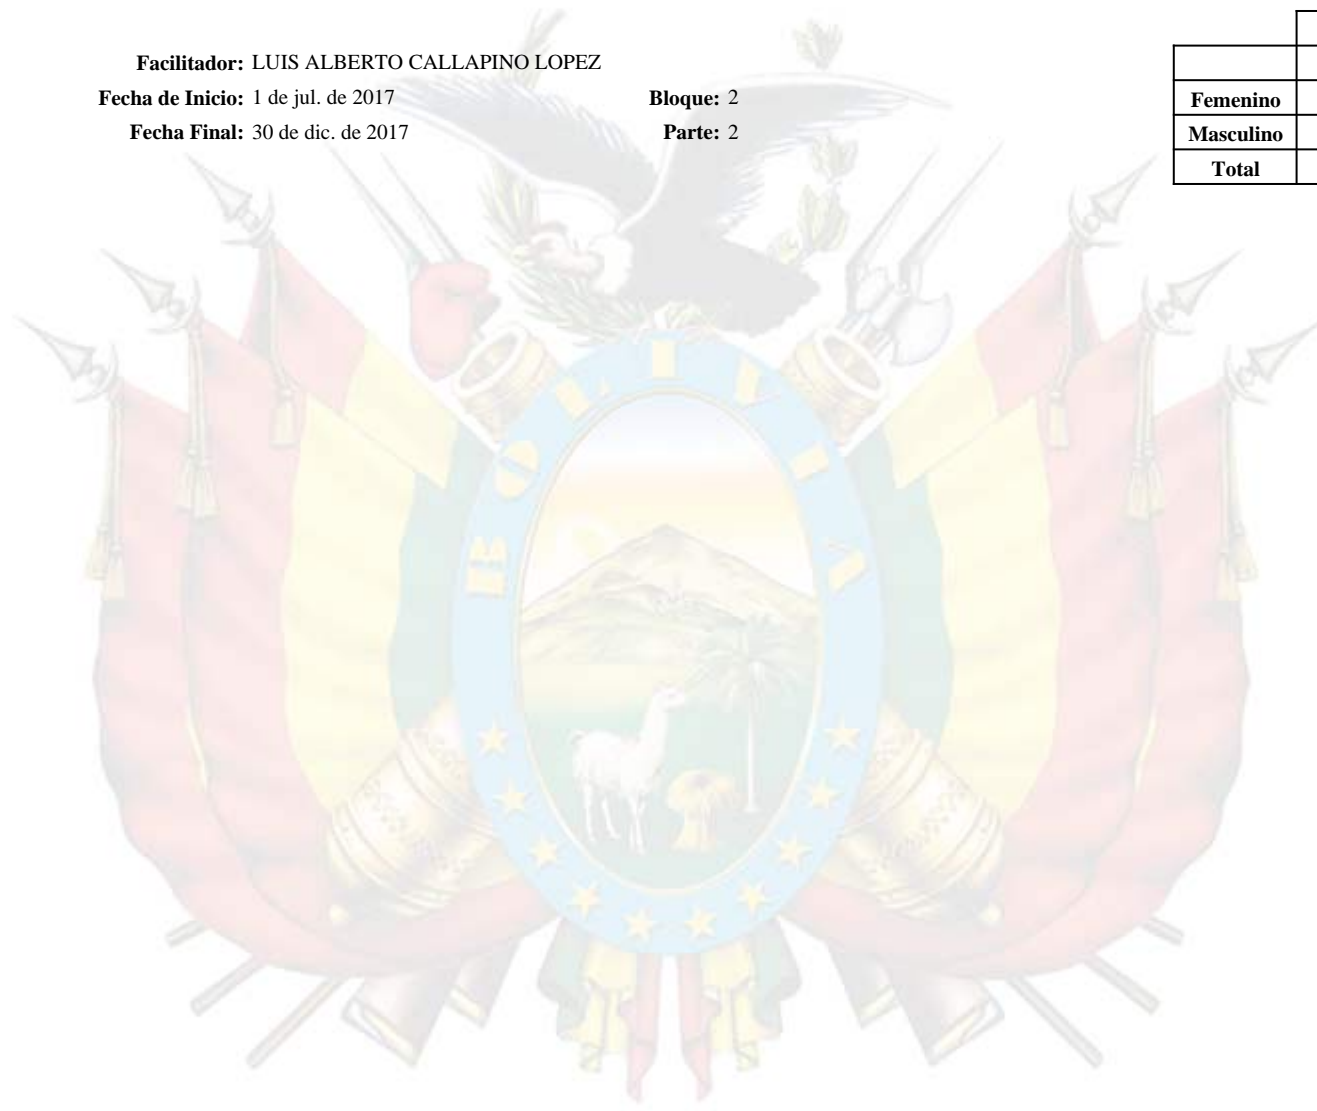 Facilitador: LUIS ALBERTO CALLAPINO LOPEZ
Fecha de Inicio: 1 de jul. de 2017 Bloque: 2
Fecha Final: 30 de dic. de 2017 Parte: 2
Femenino
Masculino
Total
BOLIVIA